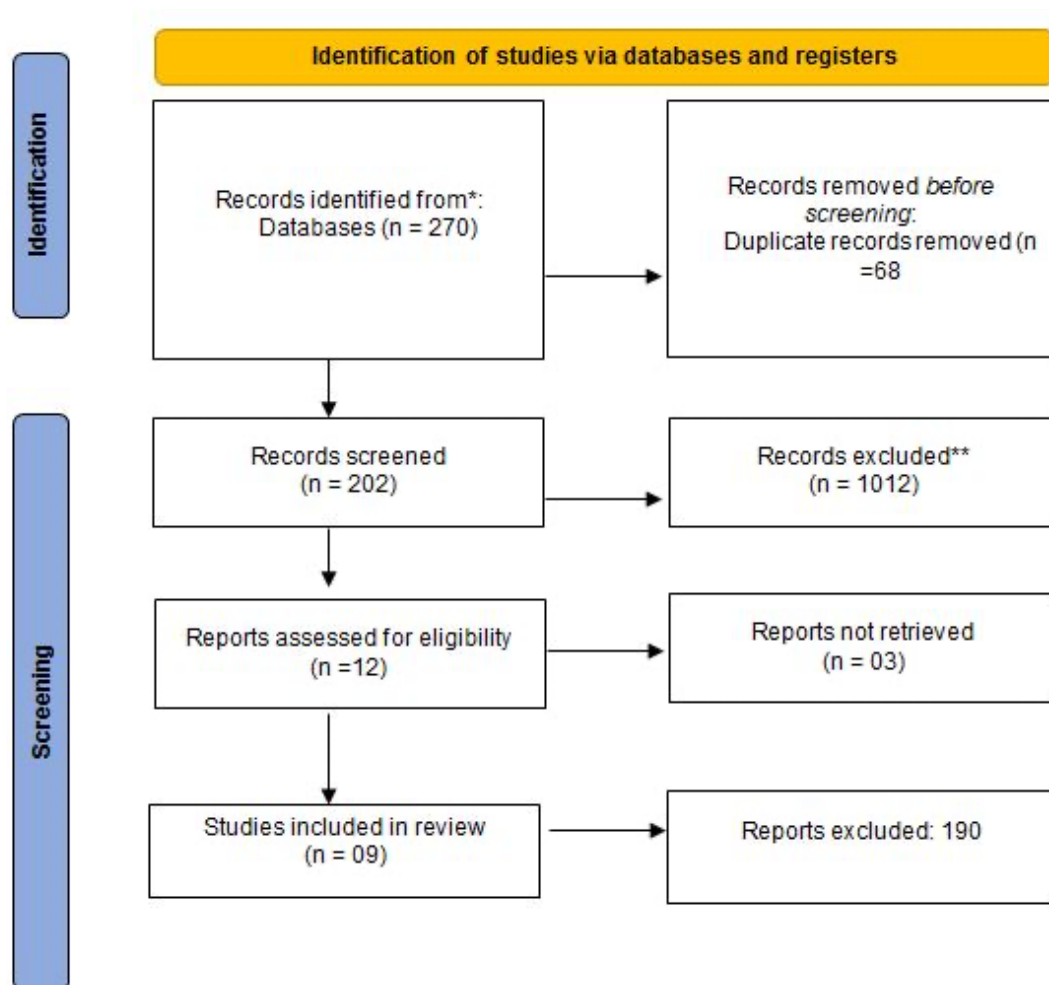 Identification of studies via databases and registers
Identification
Records identified from*:
Databases (n = 270)
Records removed before
screening:
Duplicate records removed (n
=68
Screening
Records screened
(n = 202)
Records excluded**
(n = 1012)
Reports assessed for eligibility
(n =12)
Reports not retrieved
(n = 03)
Studies included in review
(n = 09)
Reports excluded: 190